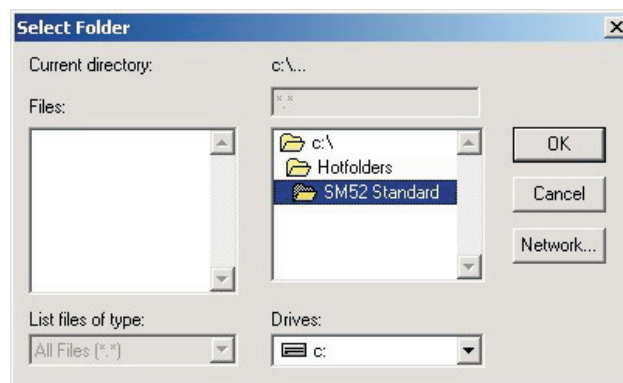 Select Folder
Current directory:
c:\...
Files:
*.*
c:\
Hotfolders
SM52 Standard
OK
Cancel
Network...
List files of type:
All Files (*.*)
Drives:
c: